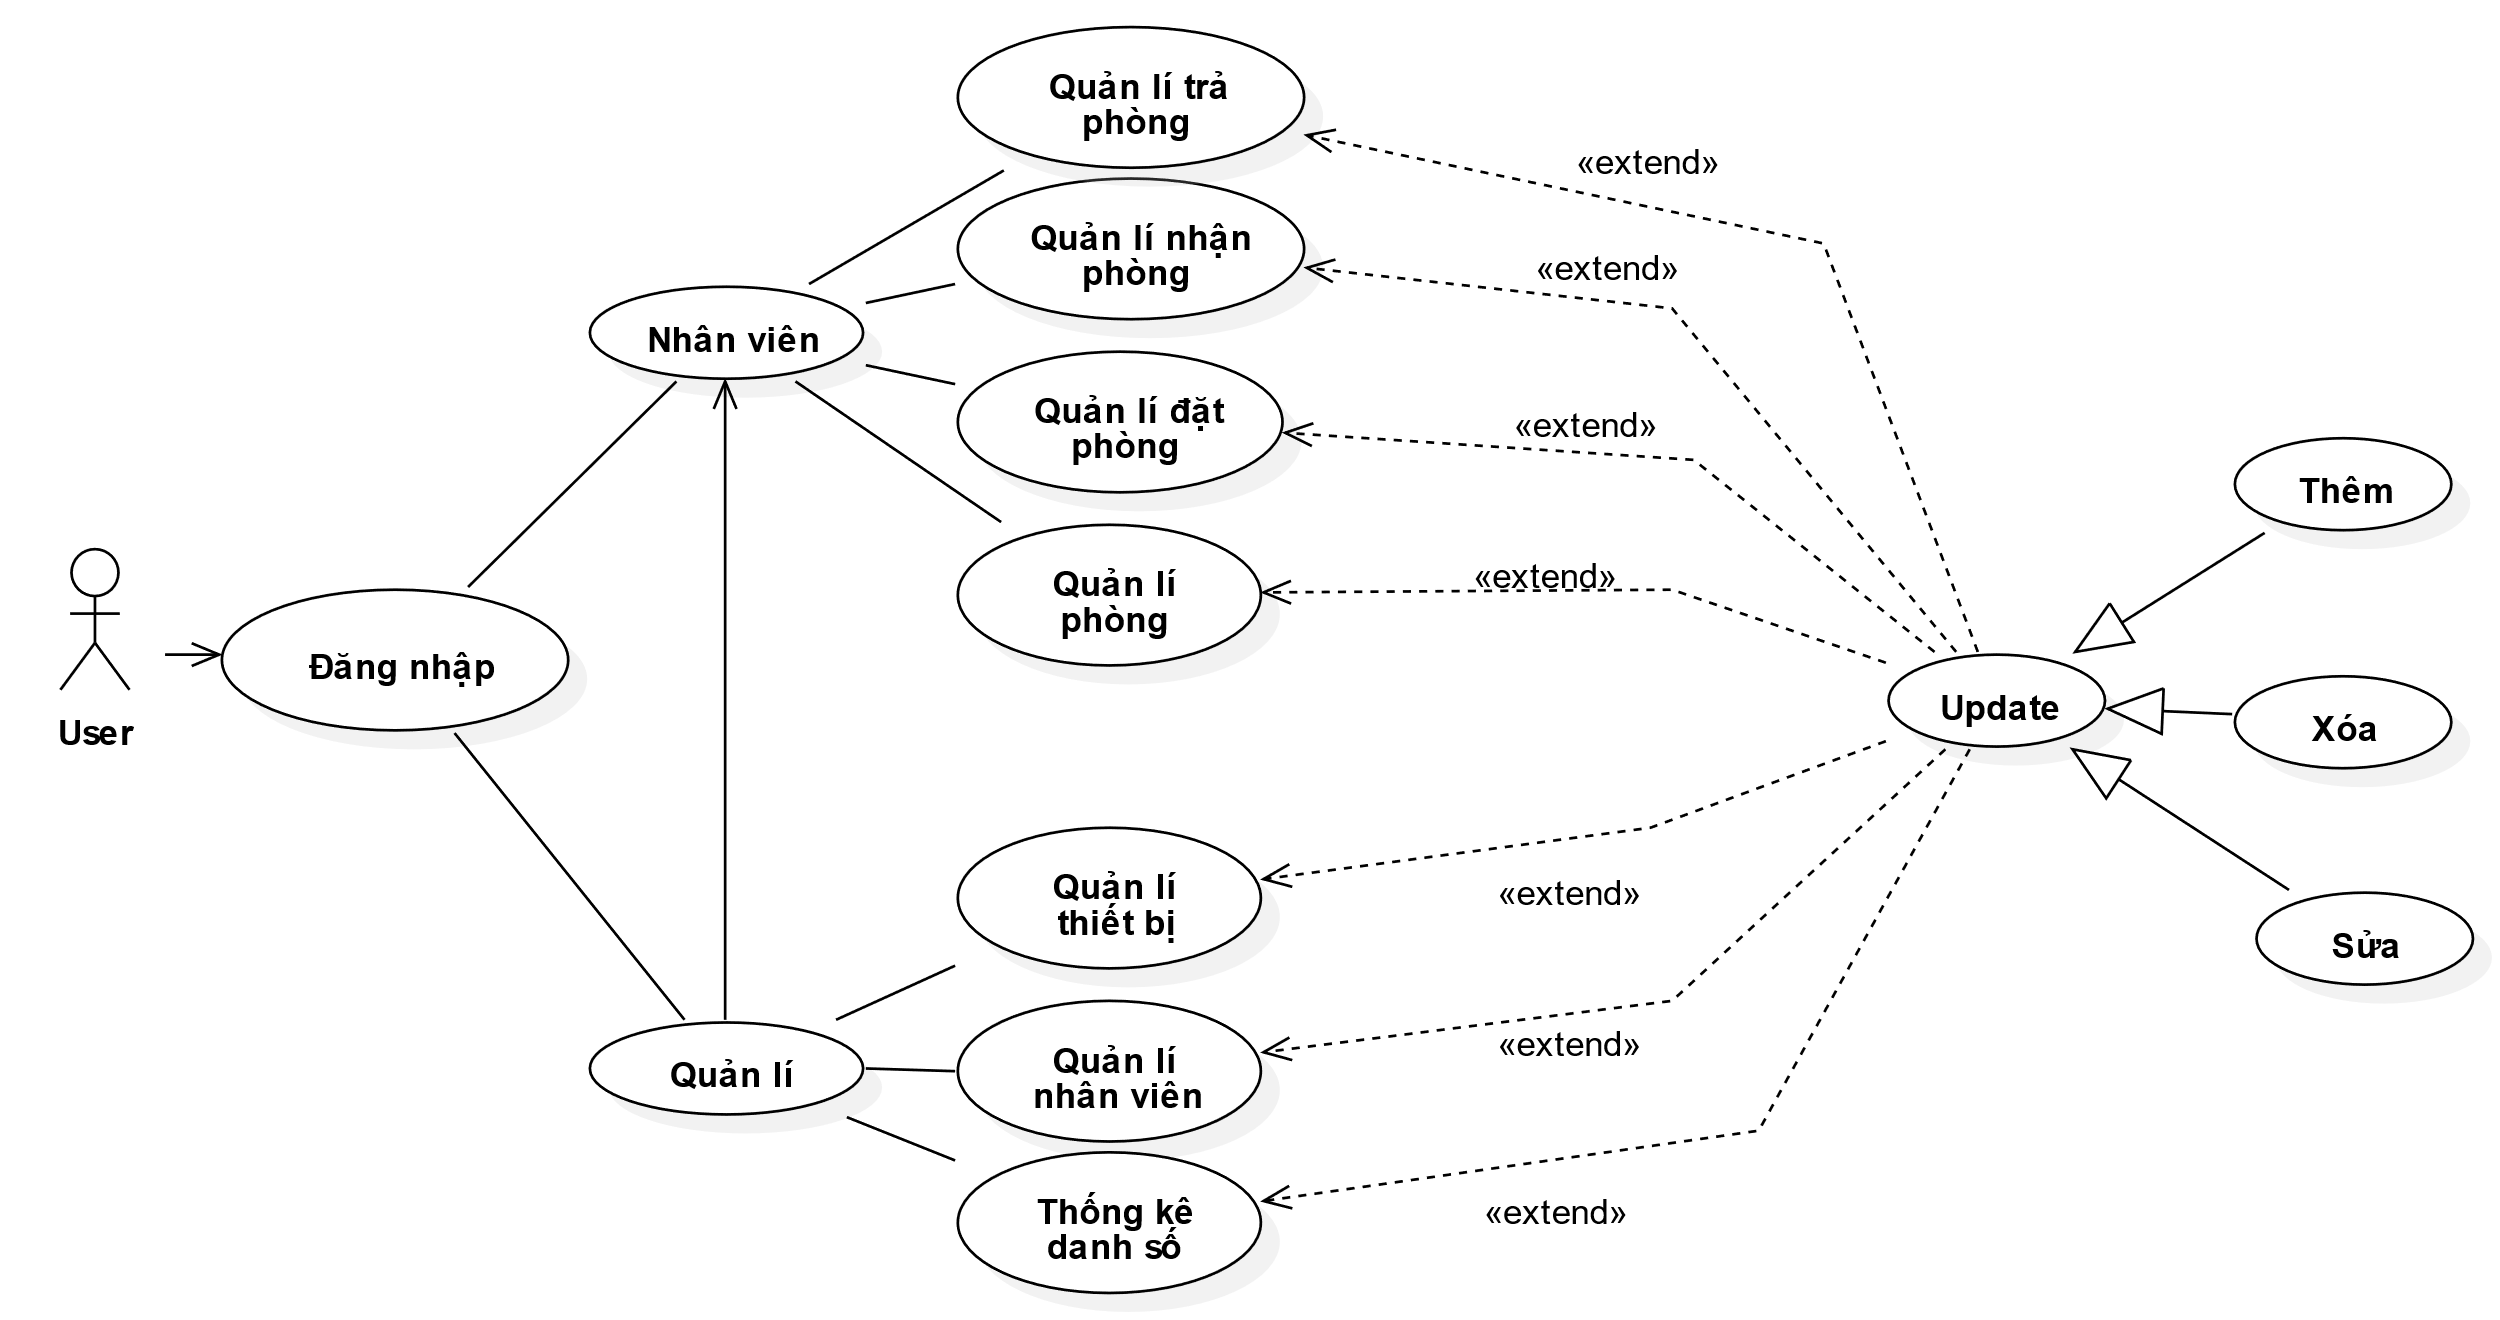 Quản lí trả
phòng
«extend»
Quản lí nhận
phòng
«extend»
Nhân viên
Quản lí đặt
phòng
«extend»
Thêm
Quản lí
phòng
«extend»
User
Đăng nhập
Update
Xóa
Quản lí
thiết bị
«extend»
Sửa
Quản lí
Quản lí
nhân viên
«extend»
Thống kê
danh số
«extend»